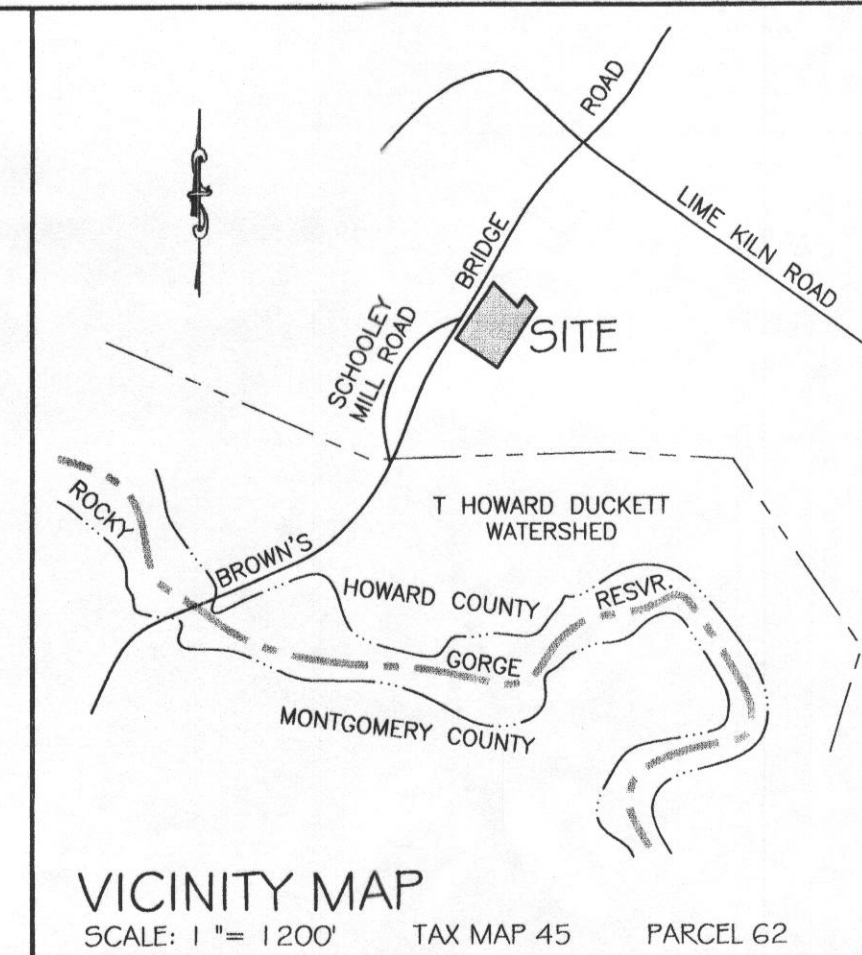 ROAD
LIME KILN ROAD
BRIDGE
SCHOOLEY
MILL ROAD
SITE
T HOWARD DUCKETT
WATERSHED
ROCKY
BROWN'S
HOWARD COUNTY
RESVR.
GORGE
MONTGOMERY COUNTY
VICINITY MAP
SCALE: 1 "= 1200' TAX MAP 45 PARCEL 62